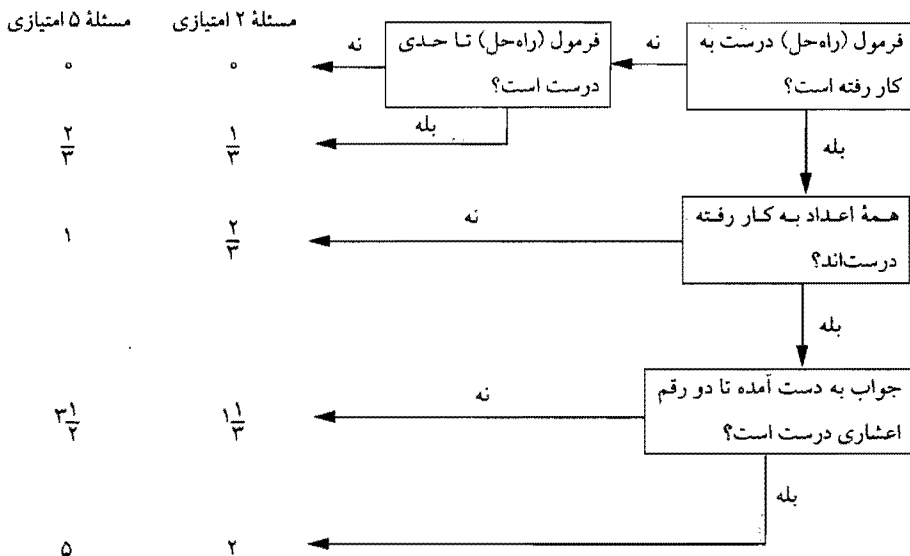 مسئلهٔ ۲ امتیازی
مسئلهٔ ۵ امتیازی
فرمول (راه‌حل) درست به
کار رفته است؟
نه
فرمول (راه‌حل) تا حدی
درست است؟
نه
۰
۰
بله
۱/۳
۲/۳
بله
همهٔ اعداد به کار رفته
درست‌اند؟
نه
۲/۳
۱
بله
جواب به دست آمده تا دو رقم
اعشاری درست است؟
نه
۱ ۱/۳
۳ ۱/۲
بله
۲
۵